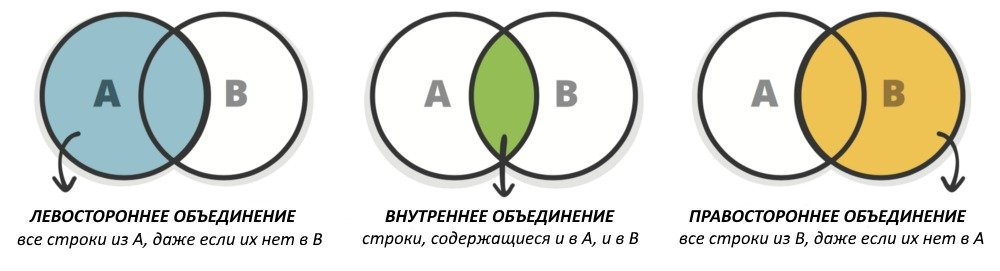 A B
A B
A B
ЛЕВОСТОРОННЕЕ ОБЪЕДИНЕНИЕ
все строки из A, даже если их нет в B
ВНУТРЕННЕЕ ОБЪЕДИНЕНИЕ
строки, содержащиеся и в A, и в B
ПРАВОСТОРОННЕЕ ОБЪЕДИНЕНИЕ
все строки из B, даже если их нет в A